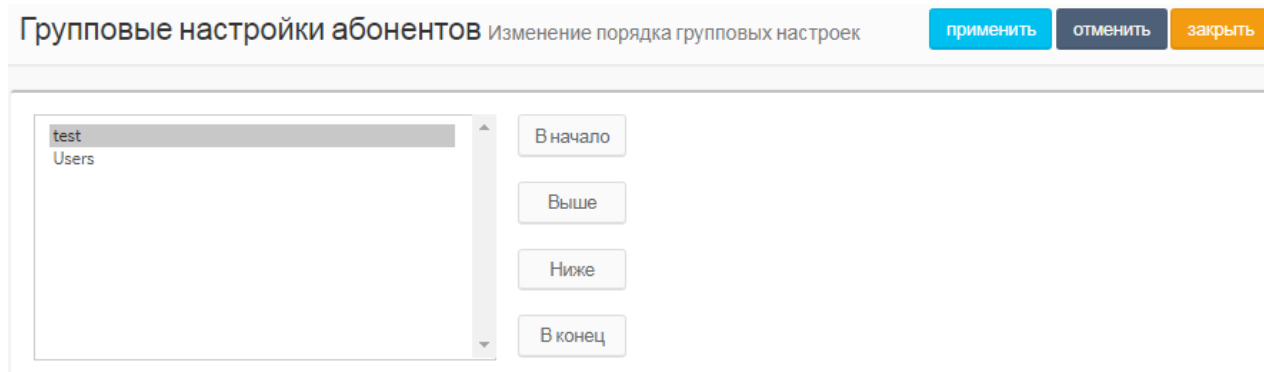 Групповые настройки абонентов Изменение порядка групповых настроек применить отменить закрыть
test
Users
В начало
Выше
Ниже
В конец